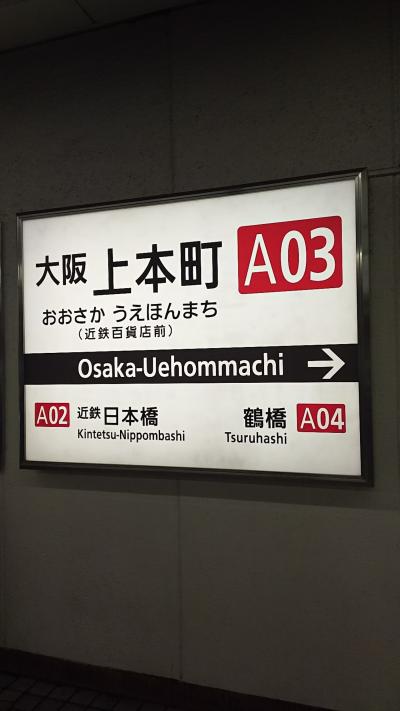 大阪 上本町 A03
おおさか うえほんまち
(近鉄百貨店前)
Osaka-Uehommachi →
A02 近鉄日本橋 鶴橋 A04
Kintetsu-Nippombashi Tsuruhashi